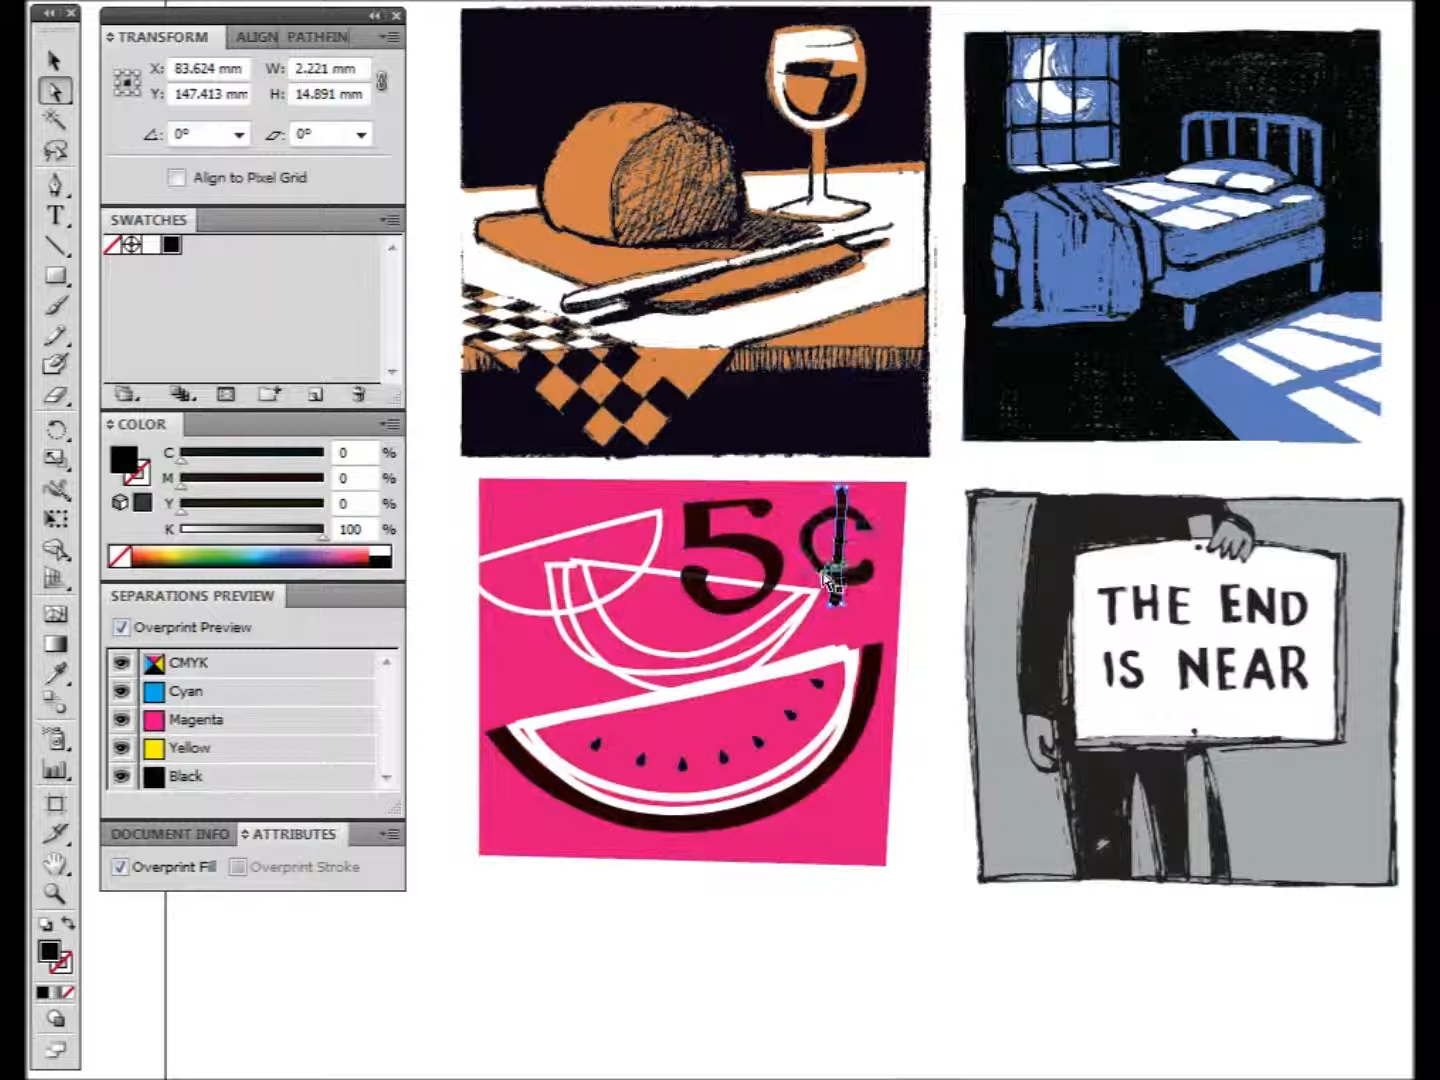 TRANSFORM ALIGN PATHFIN
X: 83.624 mm W: 2.221 mm
Y: 147.413 mm H: 14.891 mm
0° 0°
Align to Pixel Grid
SWATCHES
COLOR
C 0 %
M 0 %
Y 0 %
K 100 %
SEPARATIONS PREVIEW
Overprint Preview
CMYK
Cyan
Magenta
Yellow
Black
DOCUMENT INFO ATTRIBUTES
Overprint Fill Overprint Stroke
T
5¢
THE END
IS NEAR